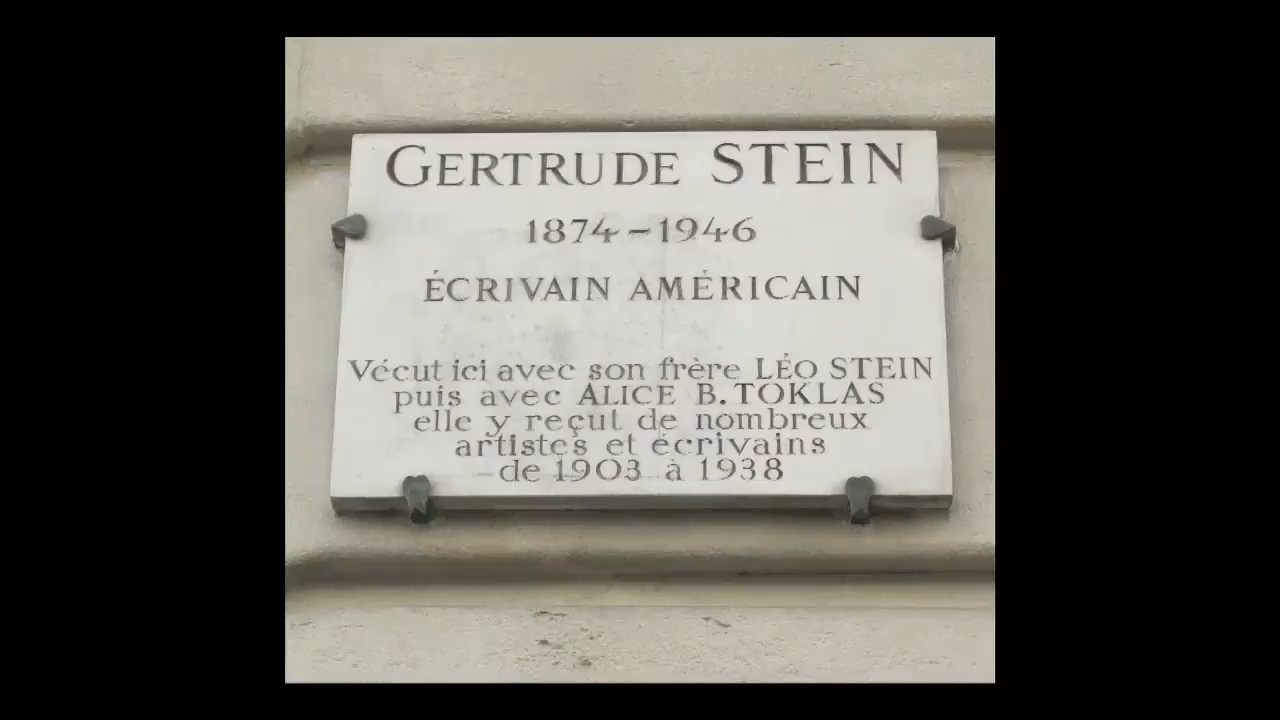 GERTRUDE STEIN
1874-1946
ÉCRIVAIN AMÉRICAIN
Vécut ici avec son frère LÉO STEIN
puis avec ALICE B. TOKLAS
elle y reçut de nombreux
artistes et écrivains
de 1903 à 1938